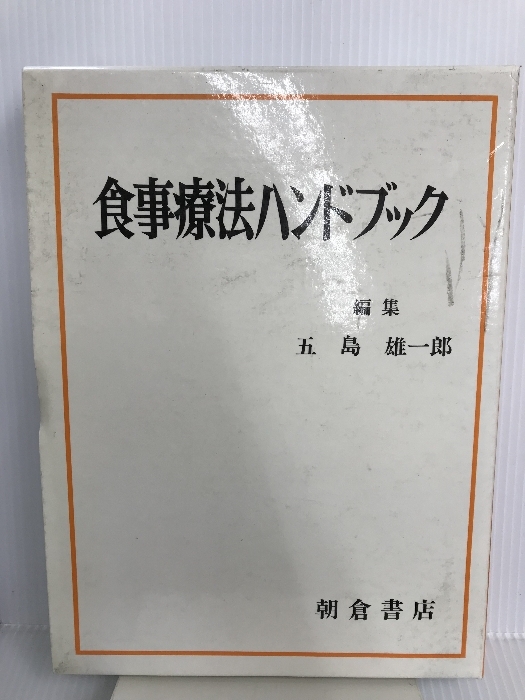 食事療法ハンドブック
編集
五島 雄一郎
朝倉書店